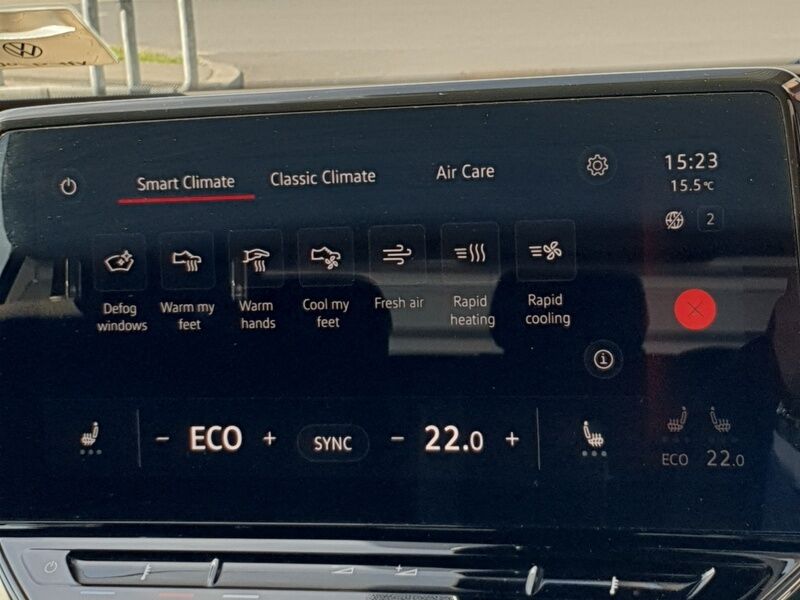 Smart Climate
Classic Climate
Air Care
15:23
15.5°C
2
Defog windows
Warm my feet
Warm hands
Cool my feet
Fresh air
Rapid heating
Rapid cooling
i
- ECO +
SYNC
- 22.0 +
ECO 22.0